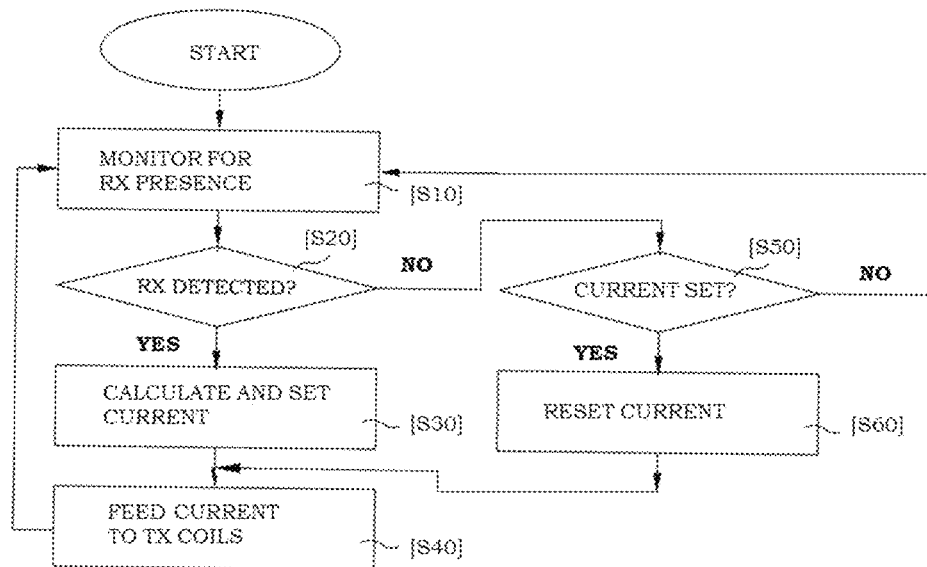 START
MONITOR FOR
RX PRESENCE
[S10]
[S20]
RX DETECTED?
NO
[S50]
CURRENT SET?
NO
YES
CALCULATE AND SET
CURRENT
[S30]
YES
RESET CURRENT
[S60]
FEED CURRENT
TO TX COILS
[S40]